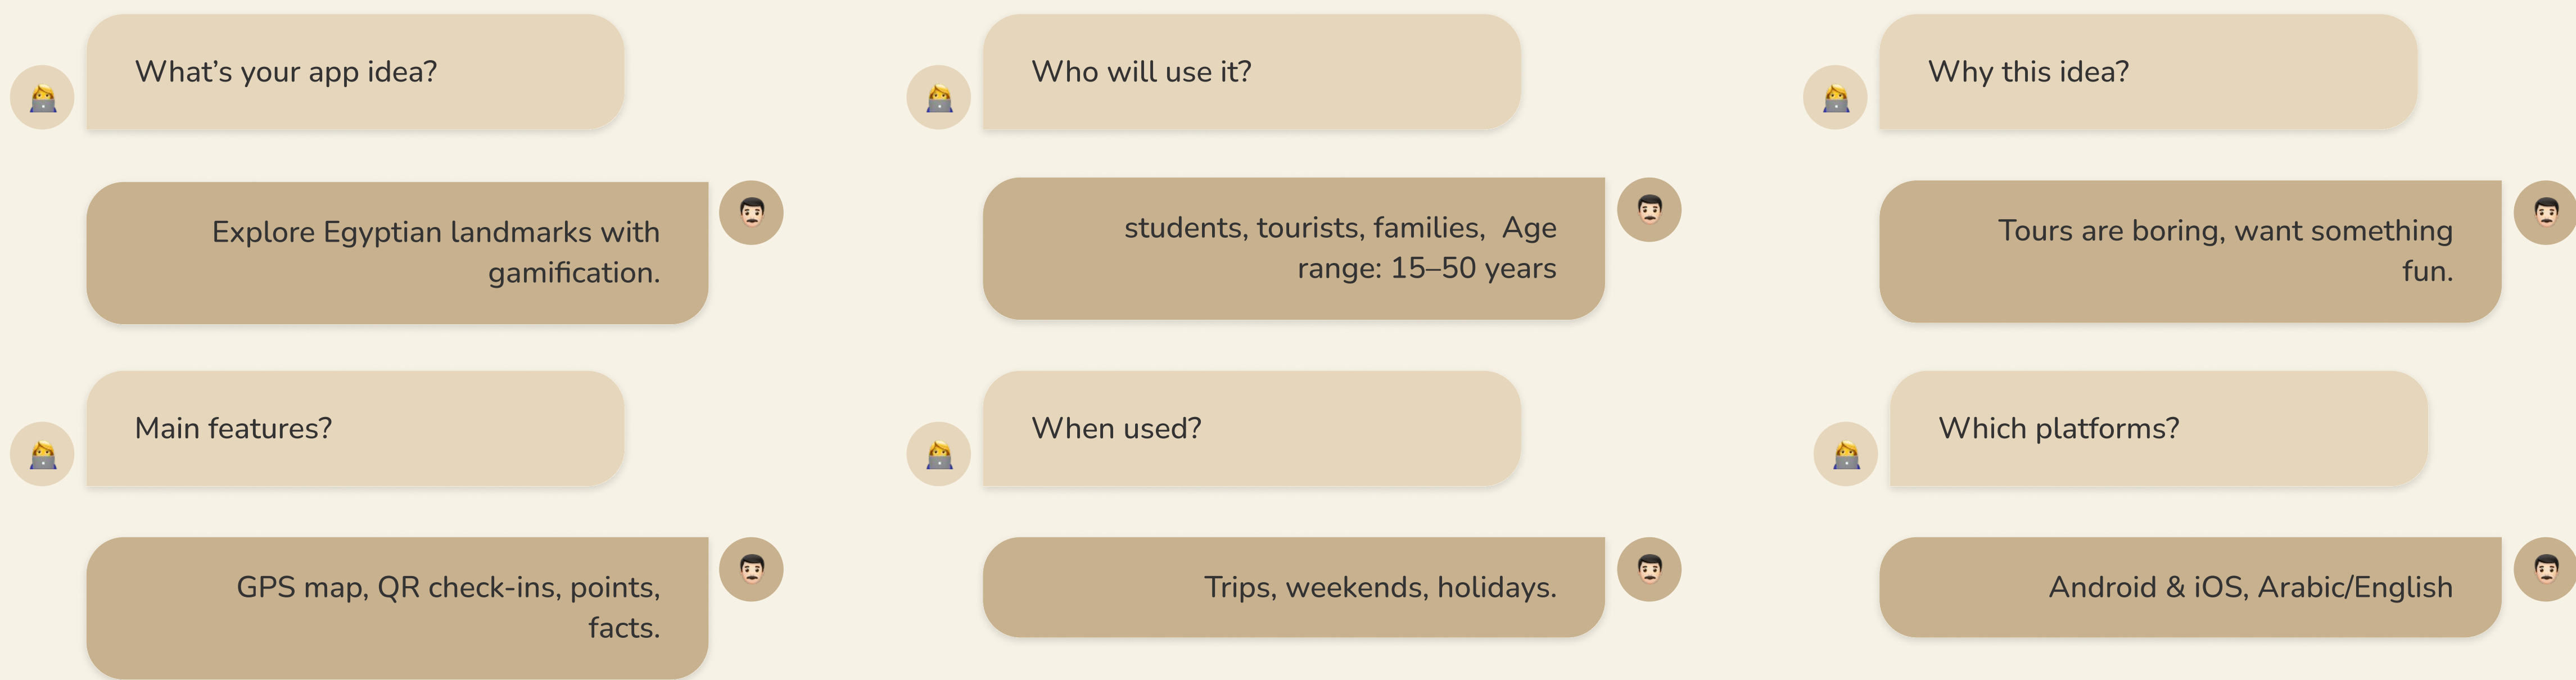 What’s your app idea?
Explore Egyptian landmarks with
gamification.
Who will use it?
students, tourists, families,  Age
range: 15–50 years
Why this idea?
Tours are boring, want something
fun.
Main features?
GPS map, QR check-ins, points,
facts.
When used?
Trips, weekends, holidays.
Which platforms?
Android & iOS, Arabic/English